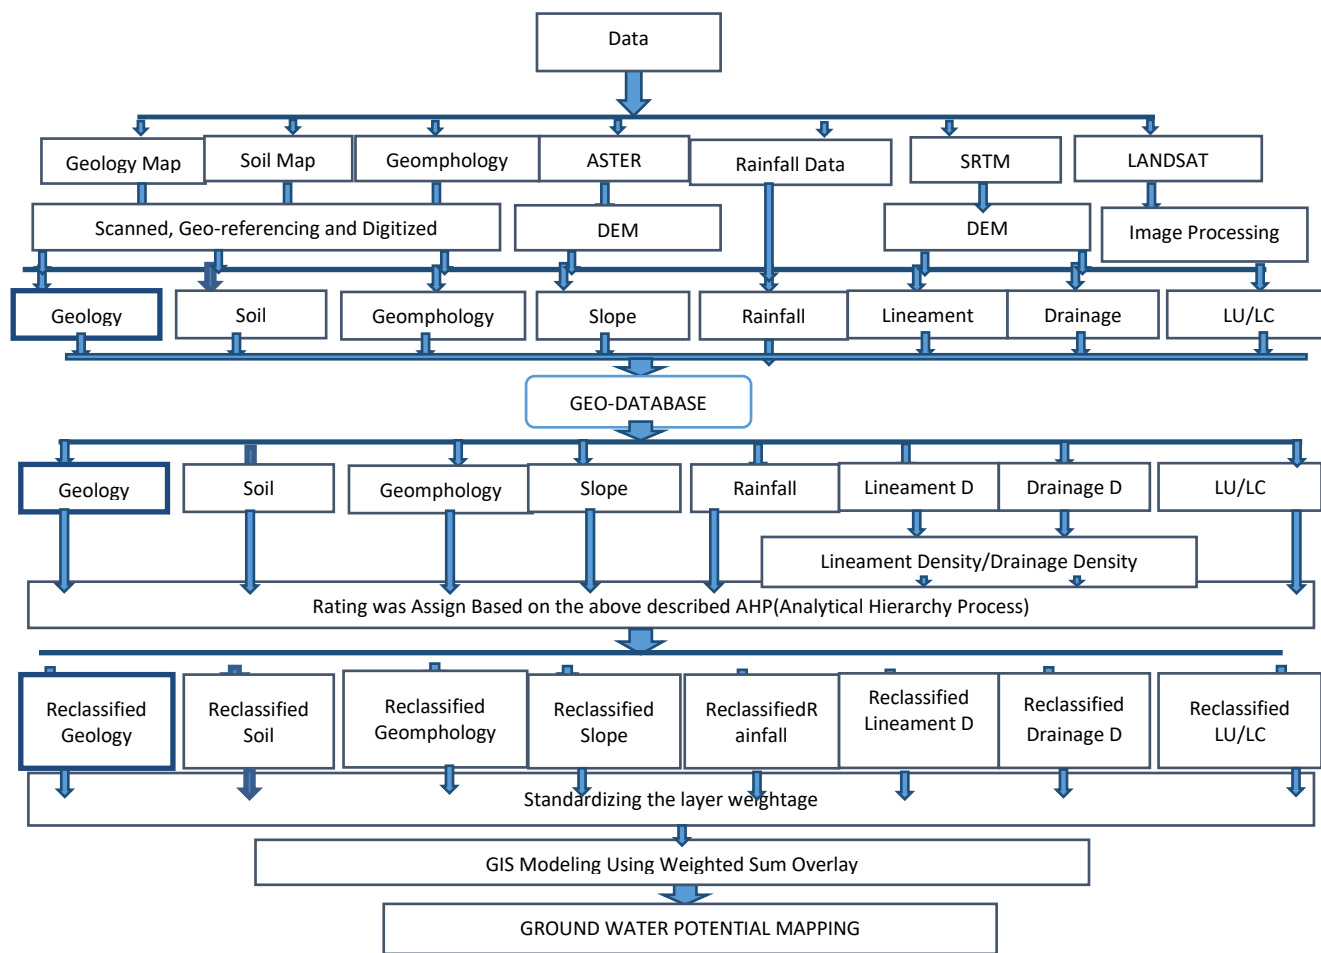 Data
Geology Map
Soil Map
Geomphology
ASTER
Rainfall Data
SRTM
LANDSAT
Scanned, Geo-referencing and Digitized
DEM
DEM
Image Processing
Geology
Soil
Geomphology
Slope
Rainfall
Lineament
Drainage
LU/LC
GEO-DATABASE
Geology
Soil
Geomphology
Slope
Rainfall
Lineament D
Drainage D
LU/LC
Lineament Density/Drainage Density
Rating was Assign Based on the above described AHP(Analytical Hierarchy Process)
Reclassified
Geology
Reclassified
Soil
Reclassified
Geomphology
Reclassified
Slope
ReclassifiedR
ainfall
Reclassified
Lineament D
Reclassified
Drainage D
Reclassified
LU/LC
Standardizing the layer weightage
GIS Modeling Using Weighted Sum Overlay
GROUND WATER POTENTIAL MAPPING